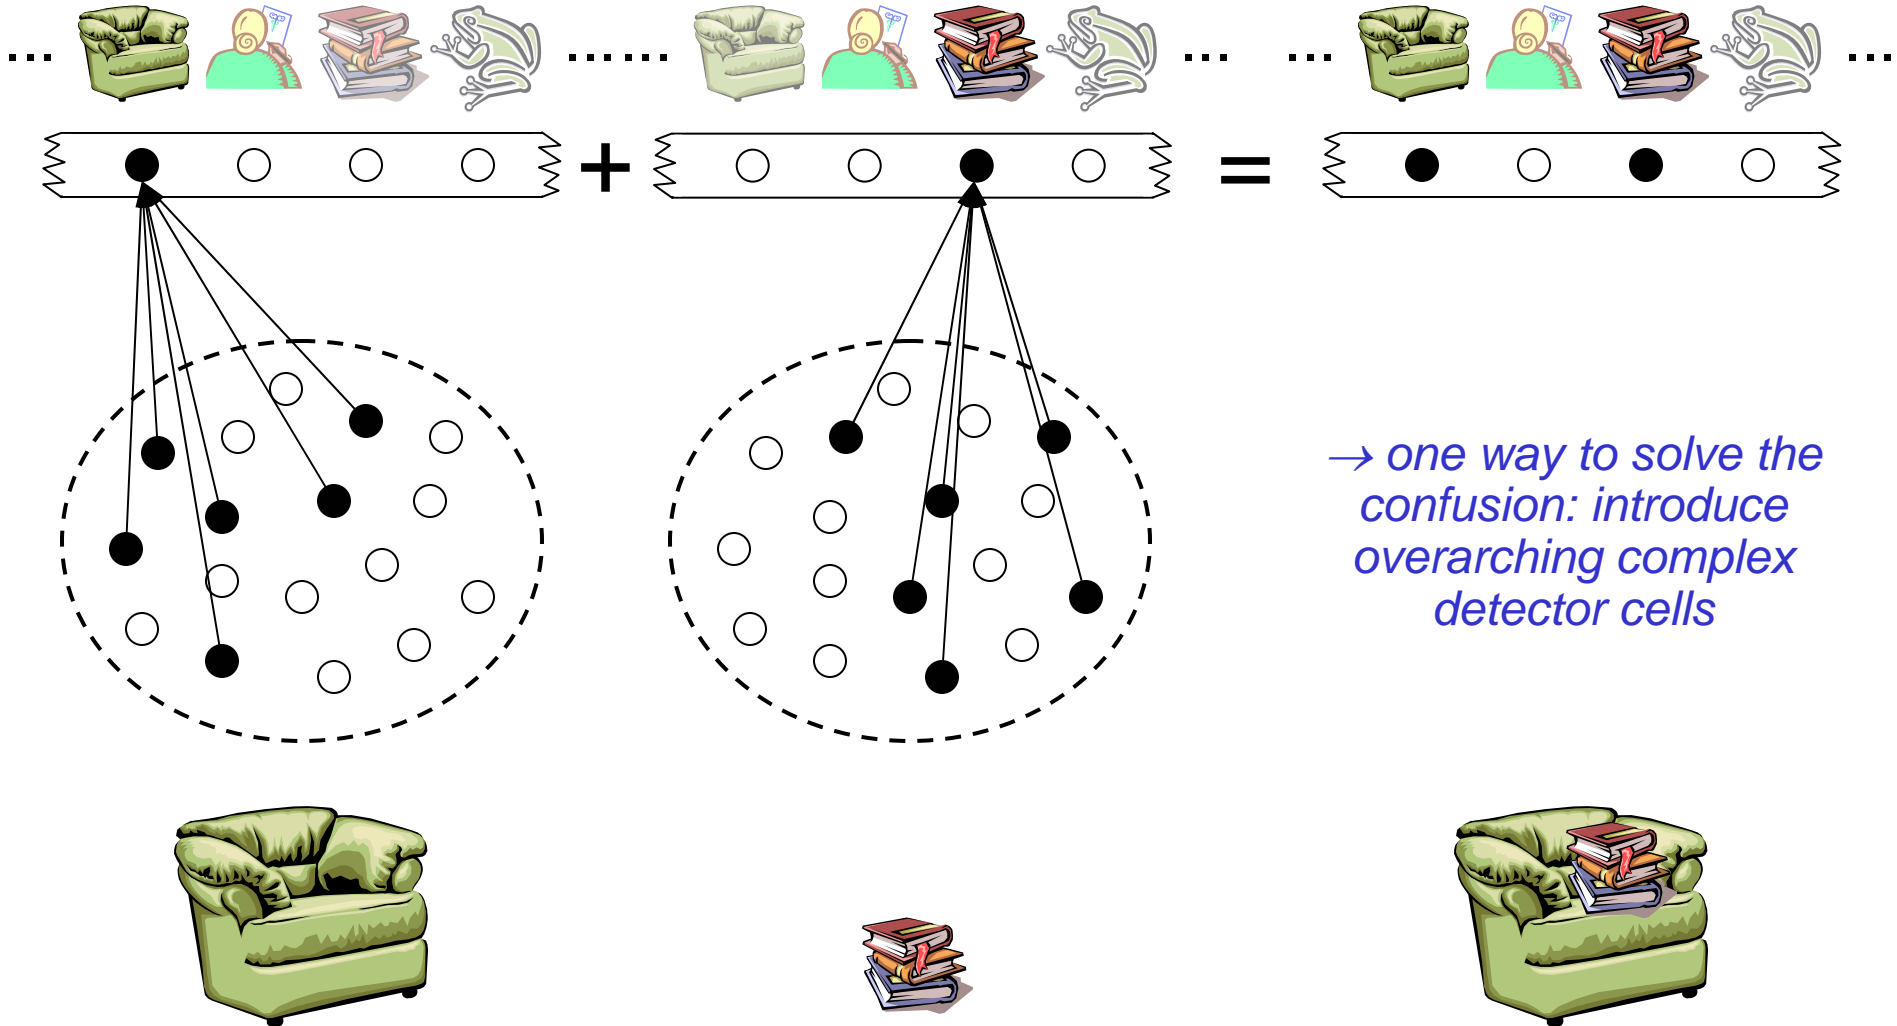 ... ... ... ... ... ...
+ =
→ one way to solve the
confusion: introduce
overarching complex
detector cells